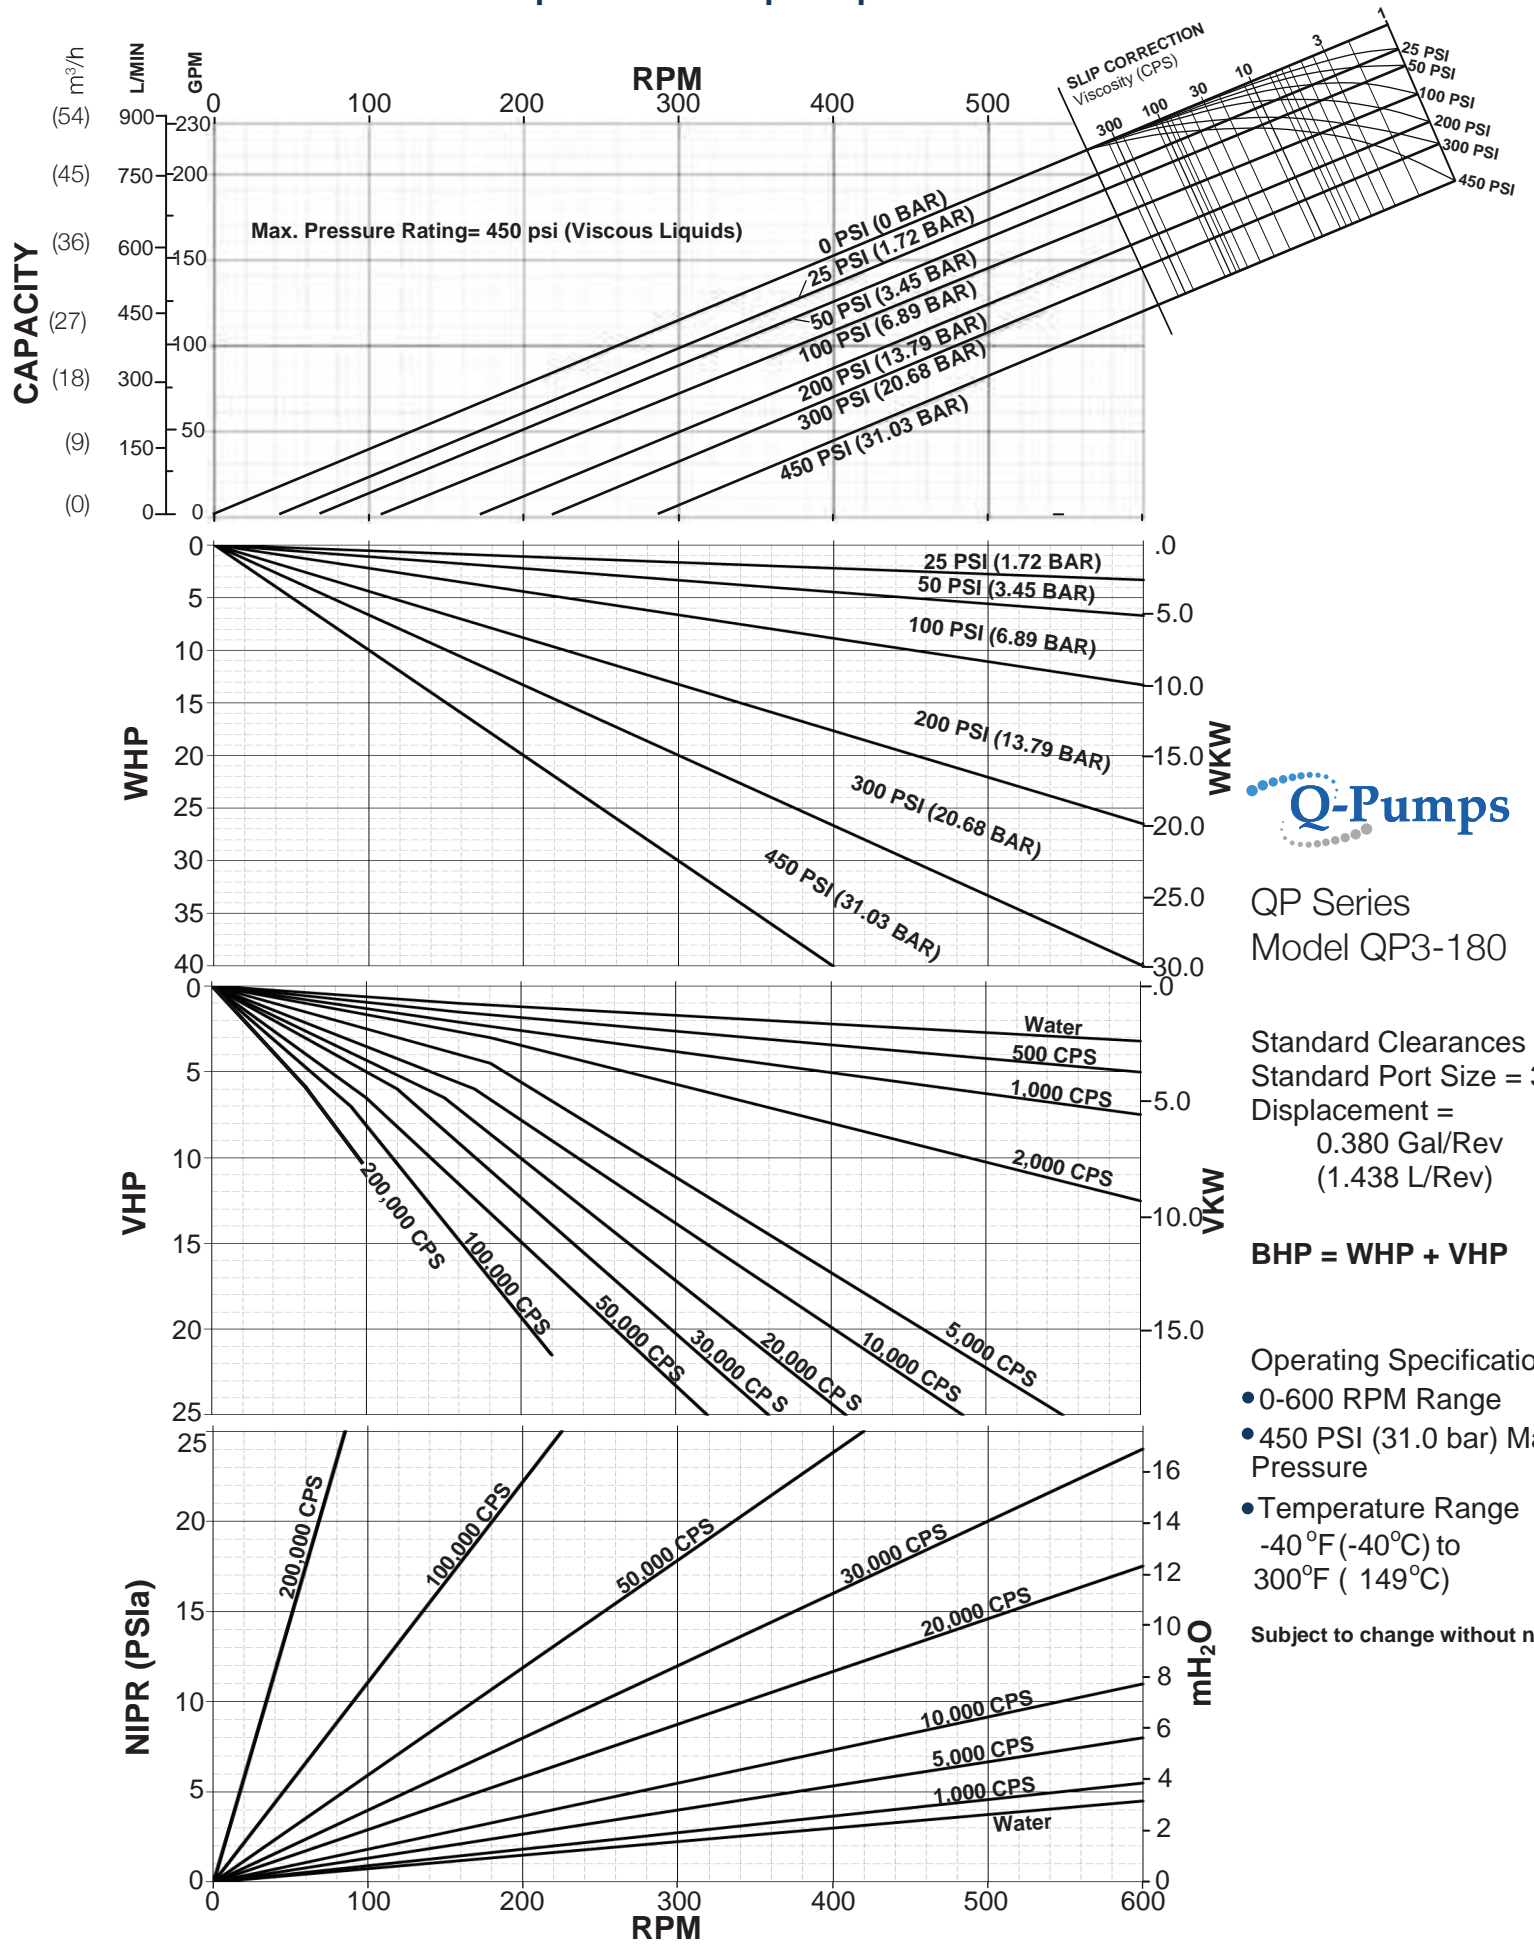 m³/h
L/MIN
GPM
RPM
0 100 200 300 400 500
SLIP CORRECTION
Viscosity (CPS)
300 100 30 10 3 1
25 PSI
50 PSI
100 PSI
200 PSI
300 PSI
450 PSI
CAPACITY
(54) 900 230
(45) 750 200
(36) 600 150
(27) 450
100
(18) 300
50
(9) 150
(0) 0 0
Max. Pressure Rating= 450 psi (Viscous Liquids)
0 PSI (0 BAR)
25 PSI (1.72 BAR)
50 PSI (3.45 BAR)
100 PSI (6.89 BAR)
200 PSI (13.79 BAR)
300 PSI (20.68 BAR)
450 PSI (31.03 BAR)
WHP
0
5
10
15
20
25
30
35
40
25 PSI (1.72 BAR)
50 PSI (3.45 BAR)
100 PSI (6.89 BAR)
200 PSI (13.79 BAR)
300 PSI (20.68 BAR)
450 PSI (31.03 BAR)
.0
5.0
10.0
15.0
20.0
25.0
30.0
WKW
Q-Pumps
QP Series
Model QP3-180
VHP
0
5
10
15
20
25
Water
500 CPS
1,000 CPS
2,000 CPS
5,000 CPS
10,000 CPS
20,000 CPS
30,000 CPS
50,000 CPS
100,000 CPS
200,000 CPS
.0
5.0
10.0
15.0
VKW
Standard Clearances
Standard Port Size =
Displacement =
0.380 Gal/Rev
(1.438 L/Rev)
BHP = WHP + VHP
Operating Specificatio
0-600 RPM Range
450 PSI (31.0 bar) Ma
Pressure
Temperature Range
-40°F (-40°C) to
300°F ( 149°C)
Subject to change without n
NIPR (PSIa)
25
20
15
10
5
0
200,000 CPS
100,000 CPS
50,000 CPS
30,000 CPS
20,000 CPS
10,000 CPS
5,000 CPS
1,000 CPS
Water
16
14
12
10
8
6
4
2
0
mH₂O
0 100 200 300 400 500 600
RPM